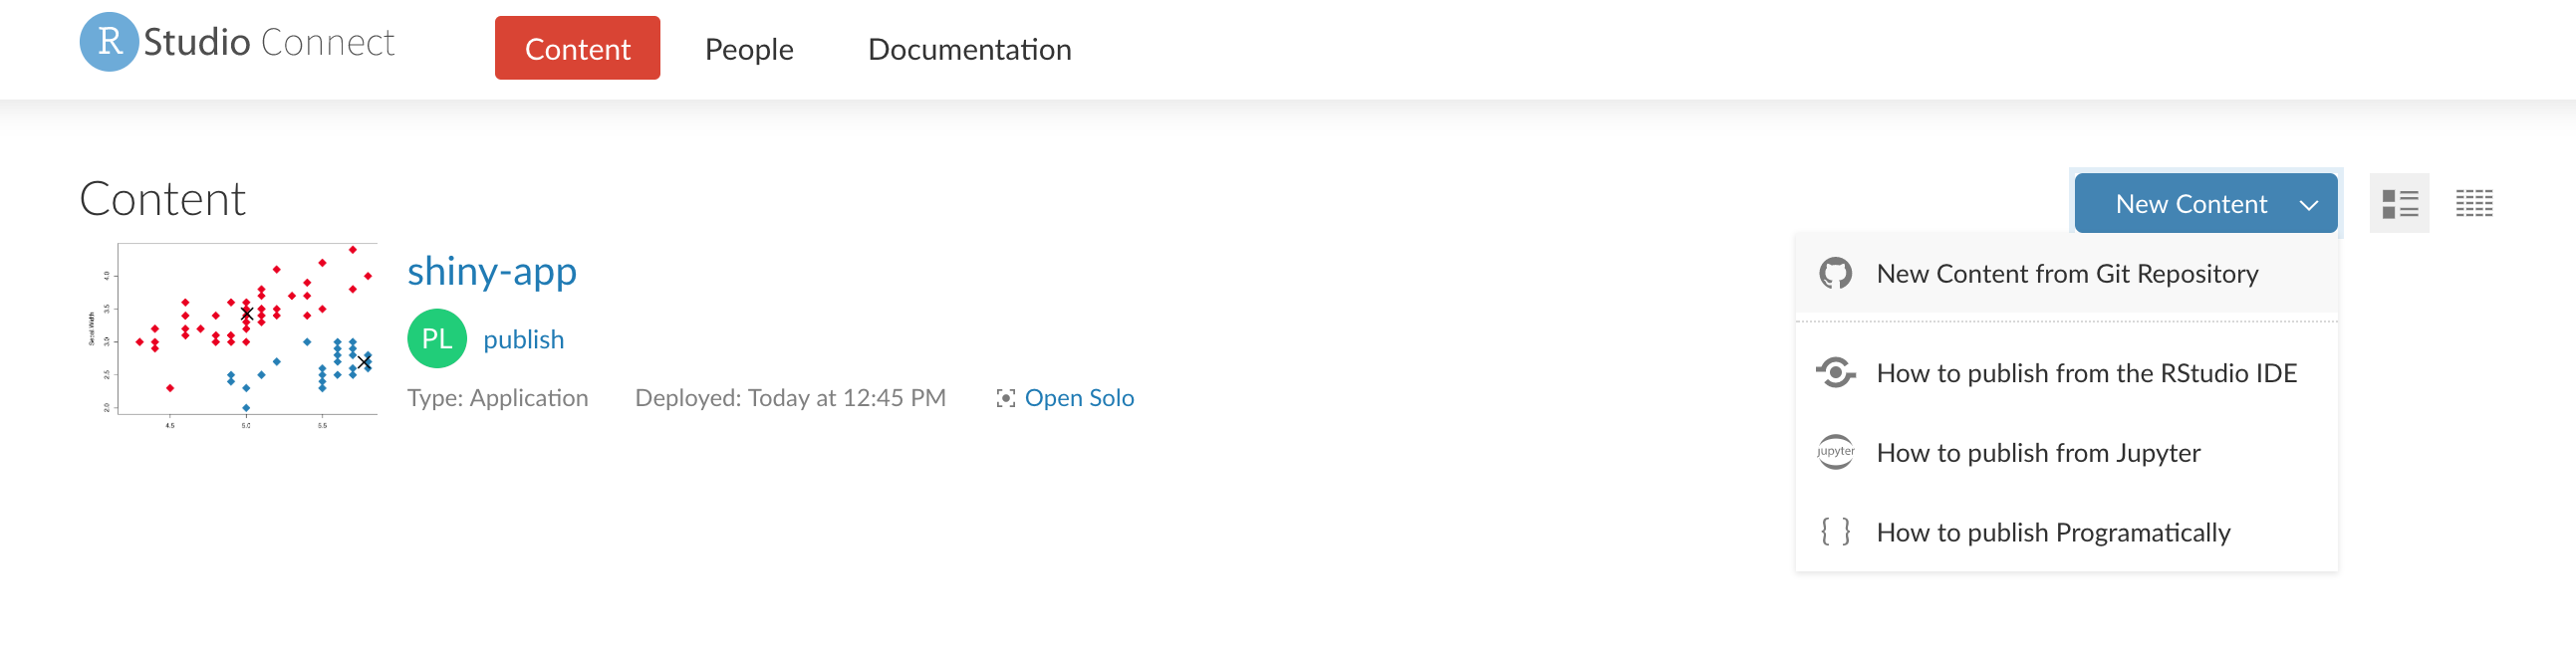 R Studio Connect
Content
People
Documentation
Content
New Content
shiny-app
PL
publish
Type: Application
Deployed: Today at 12:45 PM
Open Solo
New Content from Git Repository
How to publish from the RStudio IDE
jupyter
How to publish from Jupyter
{ }
How to publish Programatically
4.0
3.5
3.0
2.5
2.0
Sepal.Width
4.5
5.0
5.5